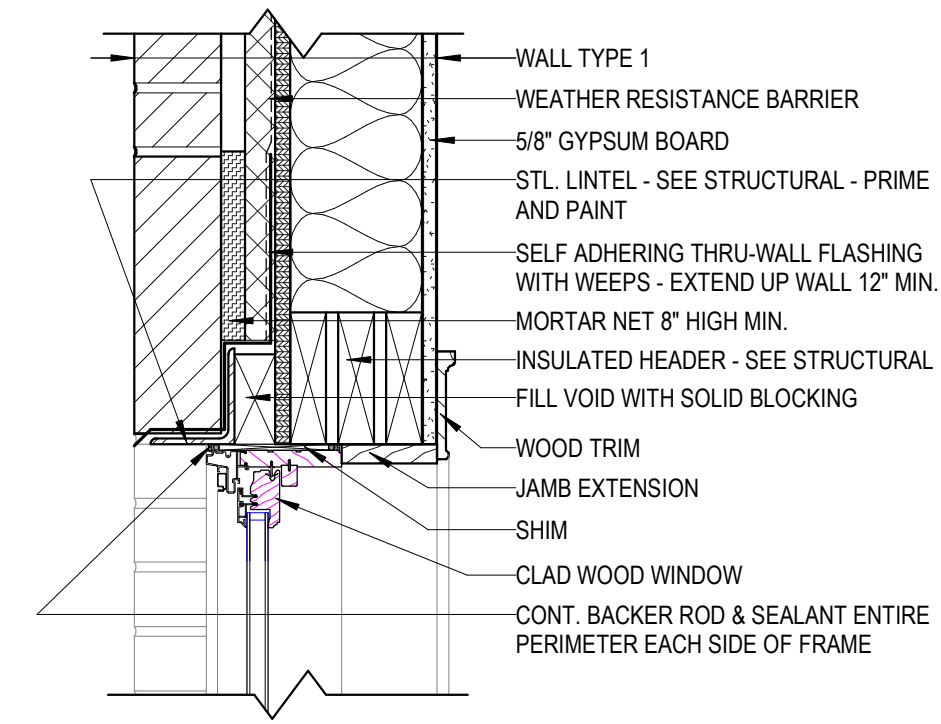 WALL TYPE 1
WEATHER RESISTANCE BARRIER
5/8" GYPSUM BOARD
STL. LINTEL - SEE STRUCTURAL - PRIME
AND PAINT
SELF ADHERING THRU-WALL FLASHING
WITH WEEPS - EXTEND UP WALL 12" MIN.
MORTAR NET 8" HIGH MIN.
INSULATED HEADER - SEE STRUCTURAL
FILL VOID WITH SOLID BLOCKING
WOOD TRIM
JAMB EXTENSION
SHIM
CLAD WOOD WINDOW
CONT. BACKER ROD & SEALANT ENTIRE
PERIMETER EACH SIDE OF FRAME